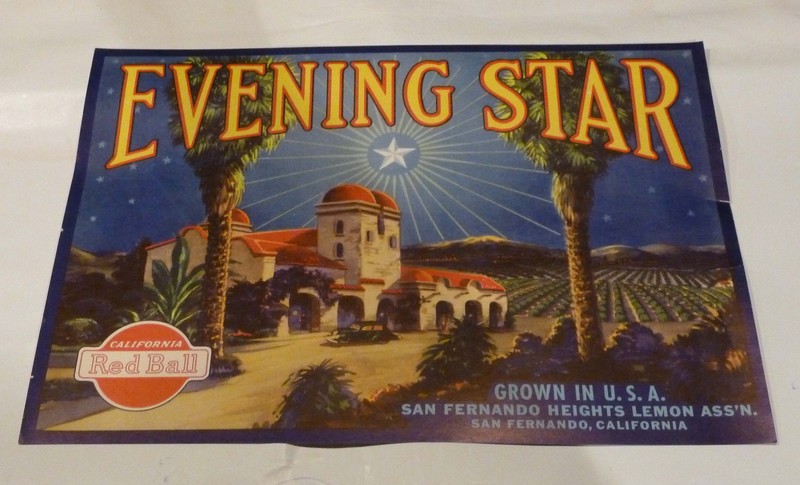 EVENING STAR
CALIFORNIA
Red Ball
GROWN IN U.S.A.
SAN FERNANDO HEIGHTS LEMON ASS'N.
SAN FERNANDO, CALIFORNIA